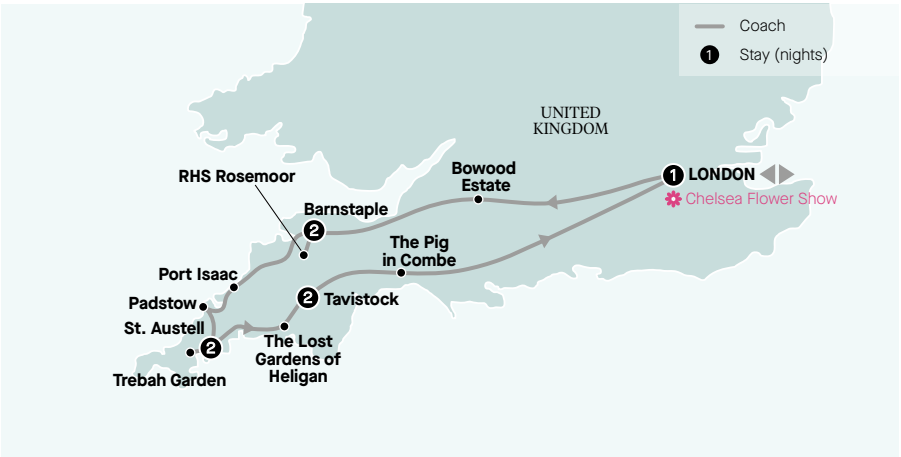 Coach
1 Stay (nights)
UNITED
KINGDOM
Bowood
Estate
1 LONDON
Chelsea Flower Show
RHS Rosemoor
Barnstaple
2
The Pig
in Combe
Port Isaac
Padstow
2 Tavistock
St. Austell
2
The Lost
Gardens of
Heligan
Trebah Garden